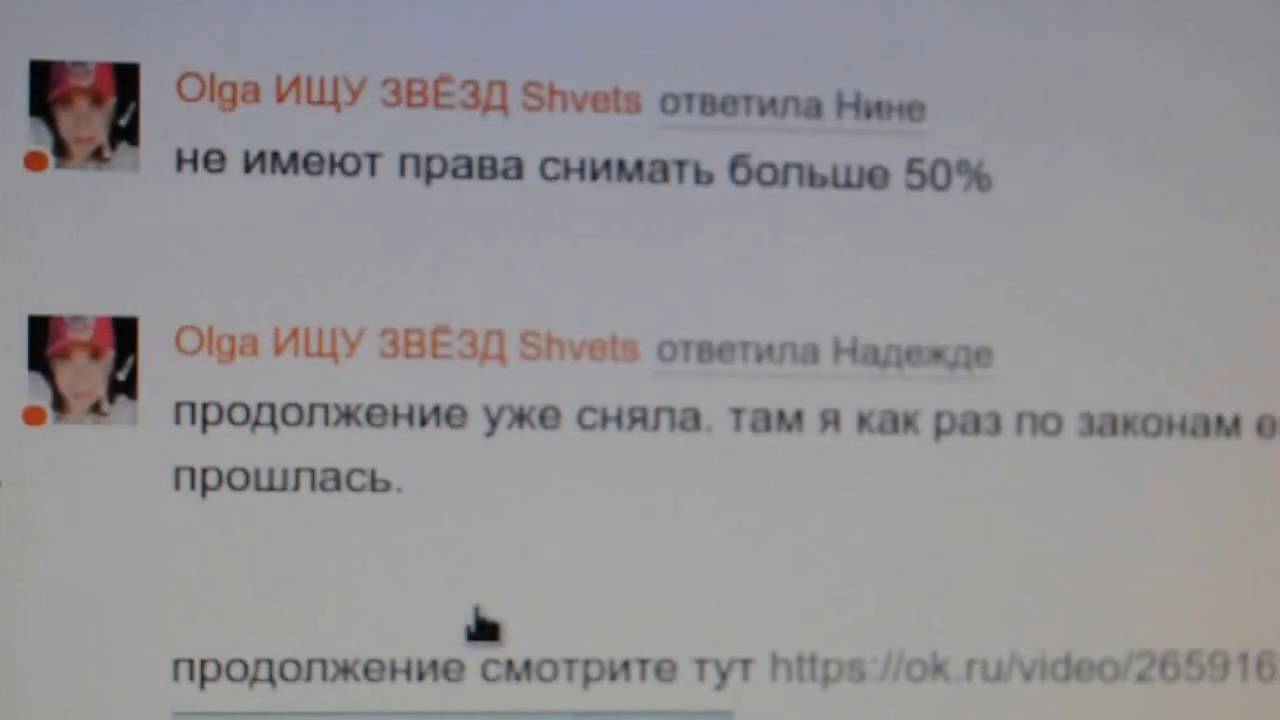 Olga ИЩУ ЗВЁЗД Shvets ответила Нине
не имеют права снимать больше 50%
Olga ИЩУ ЗВЁЗД Shvets ответила Надежде
продолжение уже сняла. там я как раз по законам е
прошлась.
продолжение смотрите тут https://ok.ru/video/265916